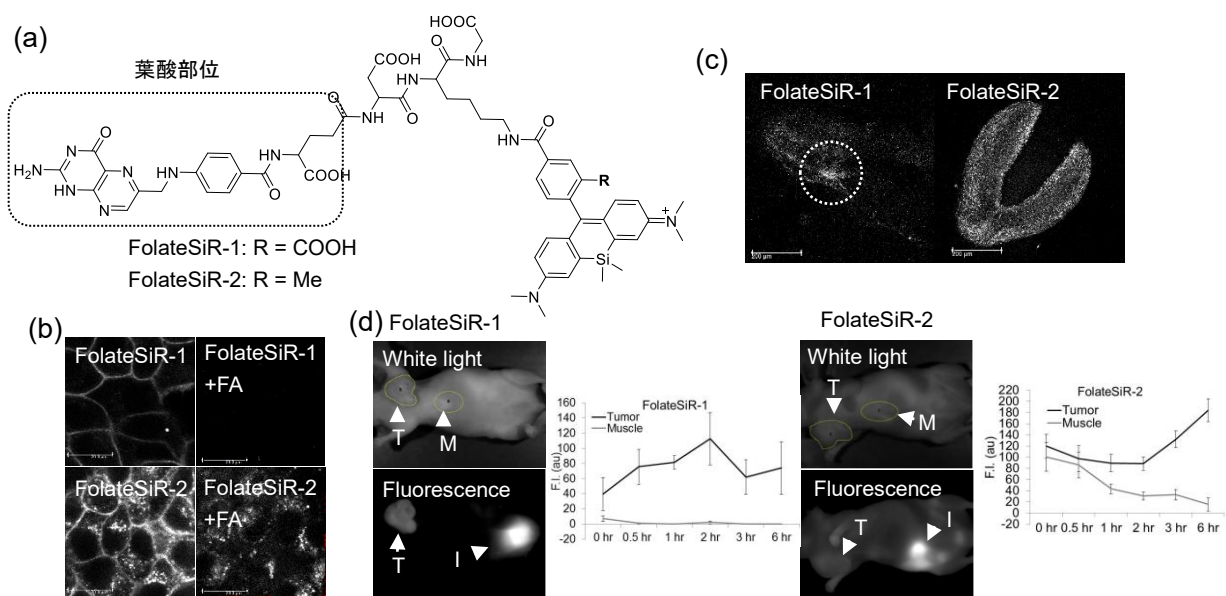 (a)
葉酸部位
HOOC
O
NH
COOH
O
HN
O
NH
O
NH
O
O
N
HN
H2N
HN
N
N
HN
O
HN
COOH
O
R
+
N
Si
N
FolateSiR-1: R = COOH
FolateSiR-2: R = Me
(c)
FolateSiR-1
FolateSiR-2
200 μm
200 μm
(b)
FolateSiR-1
FolateSiR-1
+FA
FolateSiR-2
FolateSiR-2
+FA
(d)
FolateSiR-1
White light
T
M
Fluorescence
T
I
FolateSiR-1
Tumor
Muscle
F.I. (au)
160
140
120
100
80
60
40
20
0
-20
0 hr
0.5 hr
1 hr
2 hr
3 hr
6 hr
FolateSiR-2
White light
T
M
Fluorescence
T
I
FolateSiR-2
Tumor
Muscle
F.I. (au)
220
200
180
160
140
120
100
80
60
40
20
0
-20
0 hr
0.5 hr
1 hr
2 hr
3 hr
6 hr